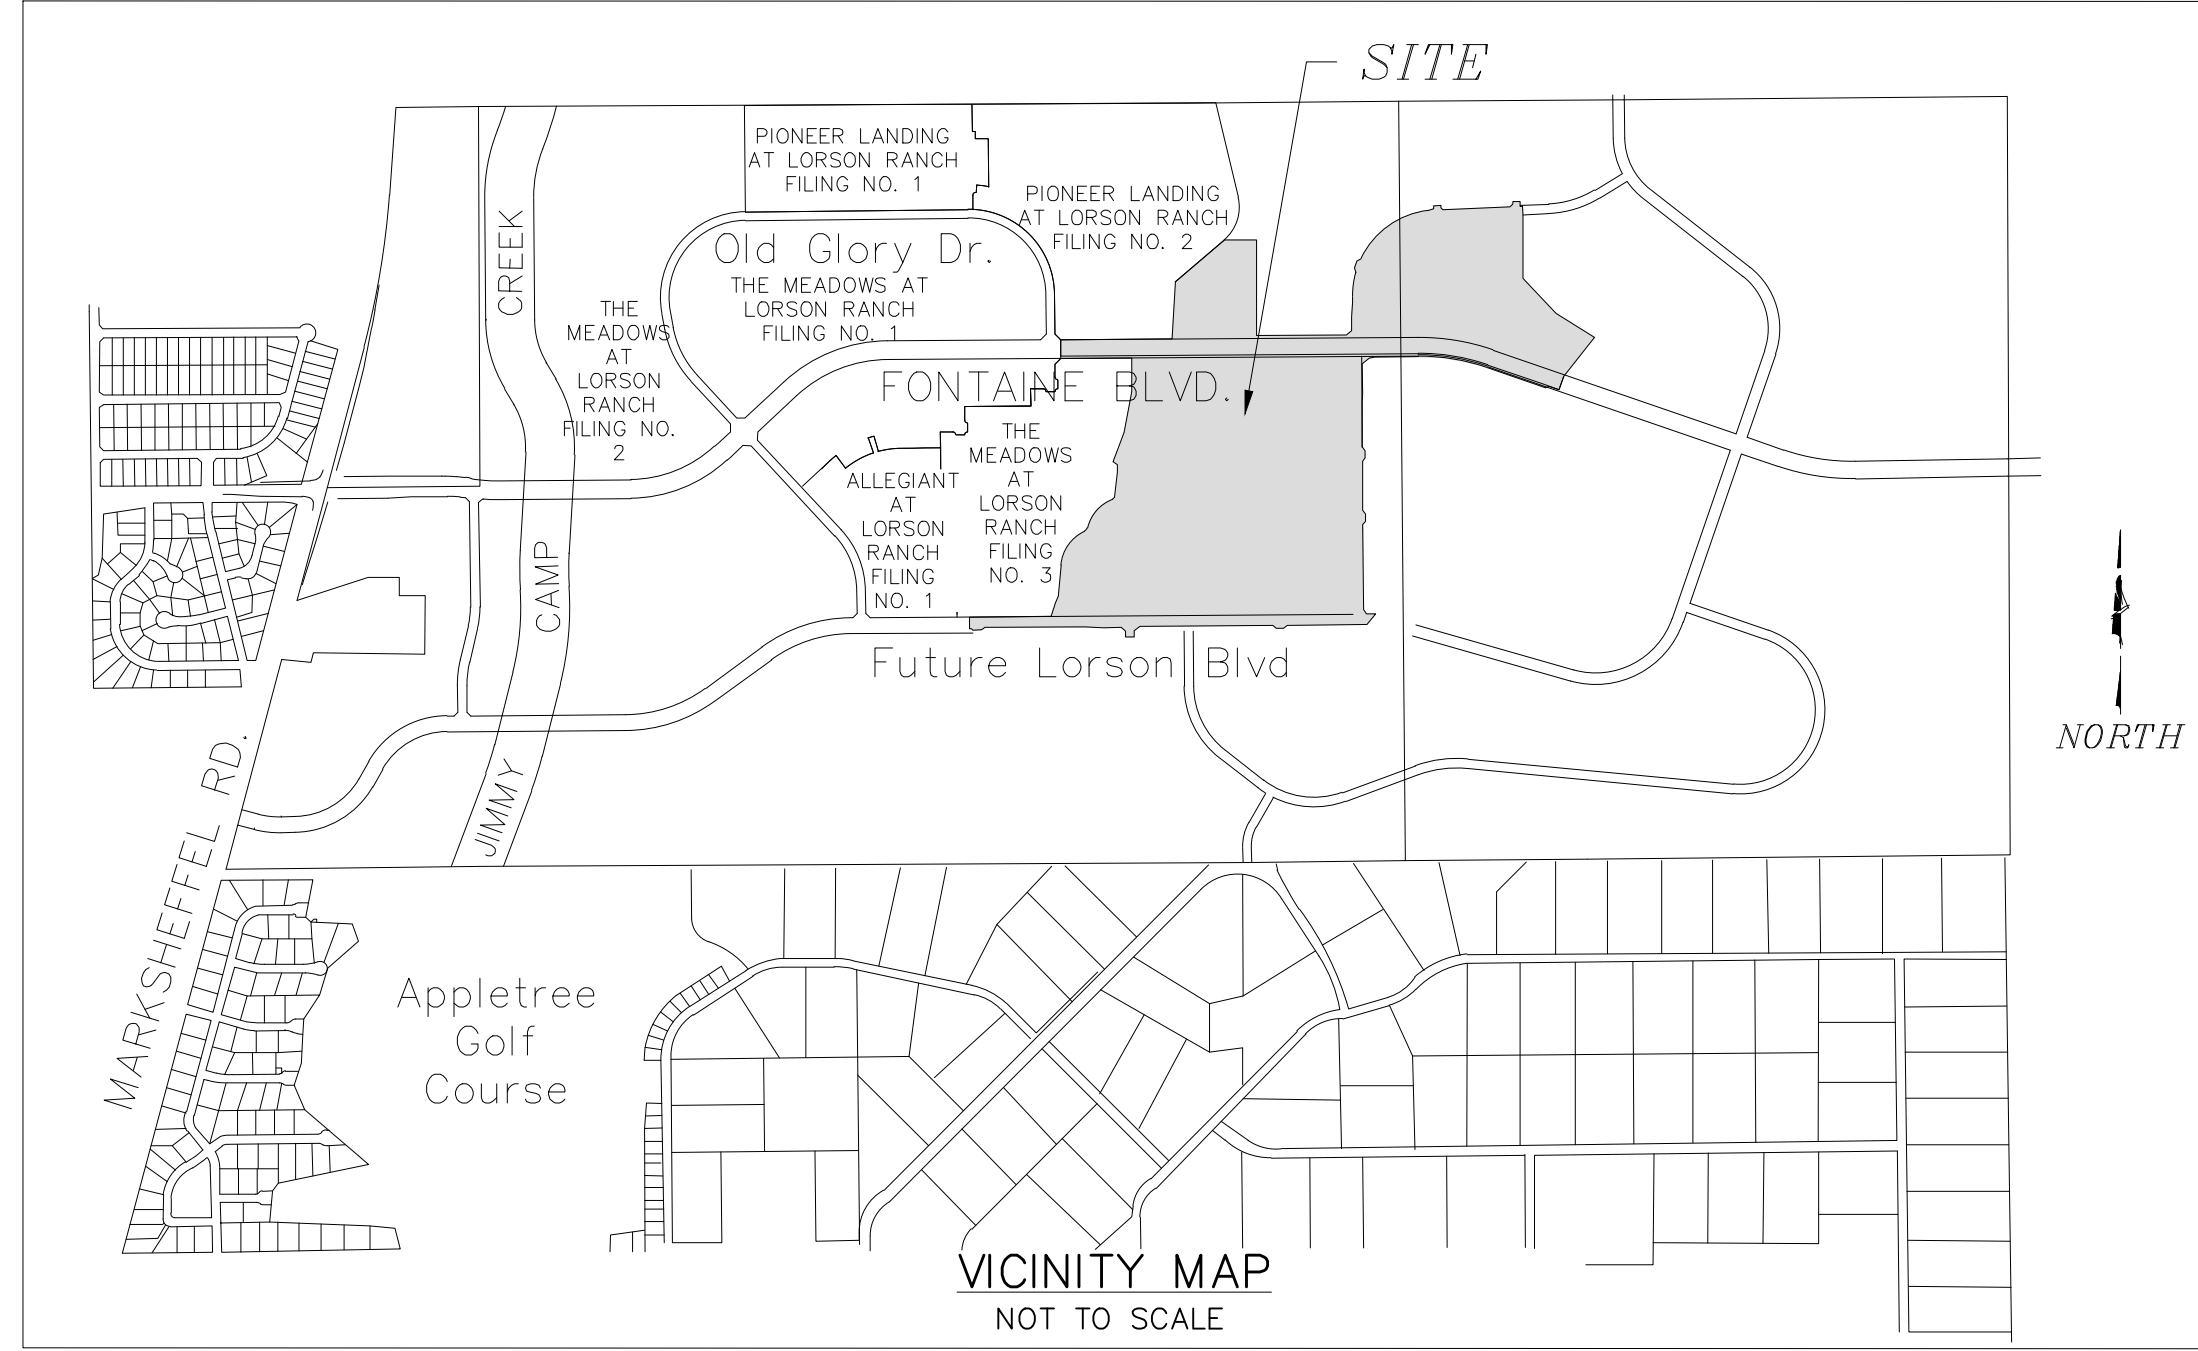 SITE
PIONEER LANDING
AT LORSON RANCH
FILING NO. 1
PIONEER LANDING
AT LORSON RANCH
FILING NO. 2
Old Glory Dr.
THE MEADOWS AT
LORSON RANCH
FILING NO. 1
THE
MEADOWS
AT
LORSON
RANCH
FILING NO.
2
FONTAINE BLVD.
ALLEGIANT
AT
LORSON
RANCH
FILING
NO. 1
THE
MEADOWS
AT
LORSON
RANCH
FILING
NO. 3
JIMMY CAMP CREEK
Future Lorson Blvd
NORTH
MARKSHEFFEL RD.
Appletree
Golf
Course
VICINITY MAP
NOT TO SCALE